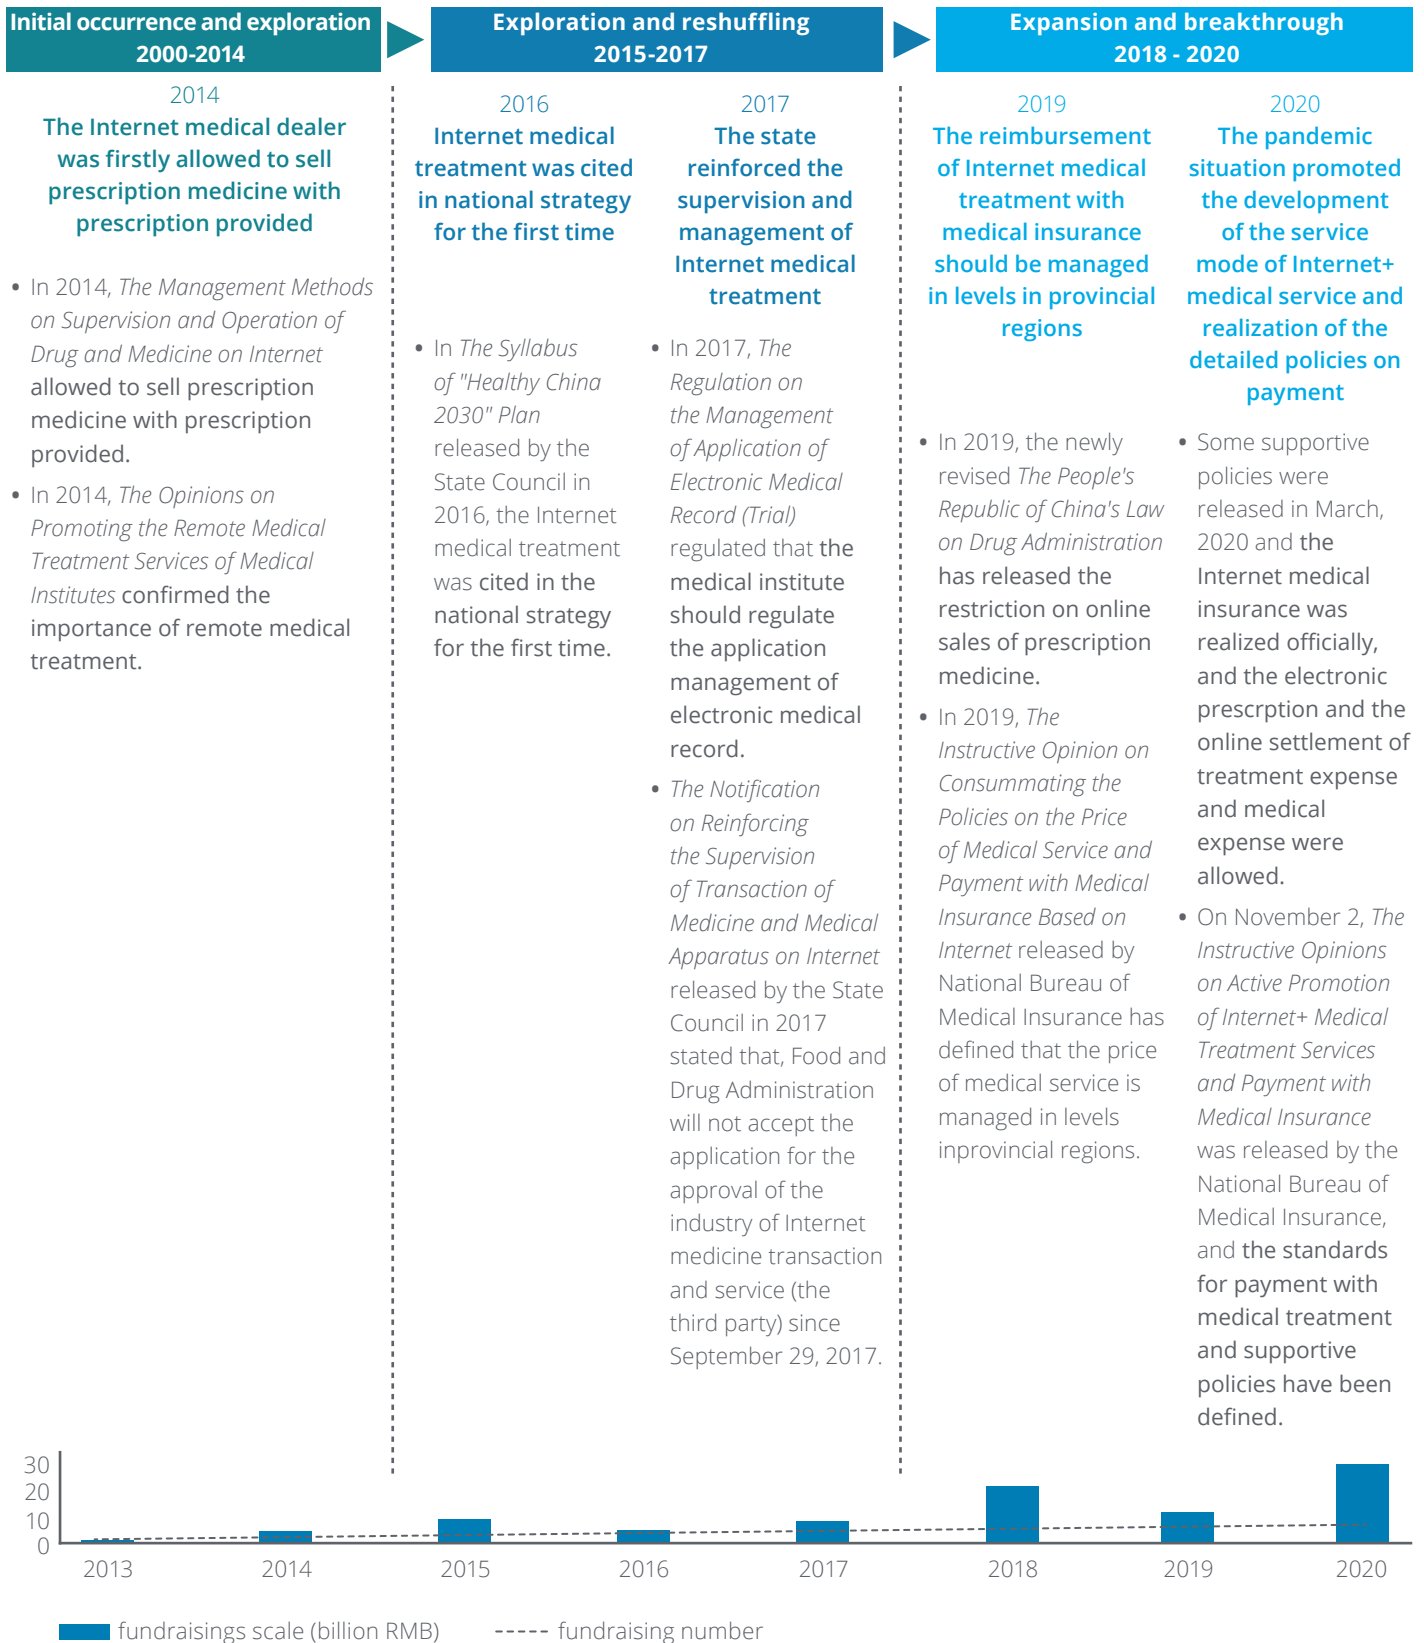 Initial occurrence and exploration
2000-2014
Exploration and reshuffling
2015-2017
Expansion and breakthrough
2018 - 2020
2014
The Internet medical dealer
was firstly allowed to sell
prescription medicine with
prescription provided
• In 2014, The Management Methods
on Supervision and Operation of
Drug and Medicine on Internet
allowed to sell prescription
medicine with prescription
provided.
• In 2014, The Opinions on
Promoting the Remote Medical
Treatment Services of Medical
Institutes confirmed the
importance of remote medical
treatment.
2016
Internet medical
treatment was cited
in national strategy
for the first time
• In The Syllabus
of "Healthy China
2030" Plan
released by the
State Council in
2016, the Internet
medical treatment
was cited in the
national strategy
for the first time.
2017
The state
reinforced the
supervision and
management of
Internet medical
treatment
• In 2017, The
Regulation on
the Management
of Application of
Electronic Medical
Record (Trial)
regulated that the
medical institute
should regulate
the application
management of
electronic medical
record.
• The Notification
on Reinforcing
the Supervision
of Transaction of
Medicine and Medical
Apparatus on Internet
released by the State
Council in 2017
stated that, Food and
Drug Administration
will not accept the
application for the
approval of the
industry of Internet
medicine transaction
and service (the
third party) since
September 29, 2017.
2019
The reimbursement
of Internet medical
treatment with
medical insurance
should be managed
in levels in provincial
regions
• In 2019, the newly
revised The People's
Republic of China's Law
on Drug Administration
has released the
restriction on online
sales of prescription
medicine.
• In 2019, The
Instructive Opinion on
Consummating the
Policies on the Price
of Medical Service and
Payment with Medical
Insurance Based on
Internet released by
National Bureau of
Medical Insurance has
defined that the price
of medical service is
managed in levels
inprovincial regions.
2020
The pandemic
situation promoted
the development
of the service
mode of Internet+
medical service and
realization of the
detailed policies on
payment
• Some supportive
policies were
released in March,
2020 and the
Internet medical
insurance was
realized officially,
and the electronic
prescrption and the
online settlement of
treatment expense
and medical
expense were
allowed.
• On November 2, The
Instructive Opinions
on Active Promotion
of Internet+ Medical
Treatment Services
and Payment with
Medical Insurance
was released by the
National Bureau of
Medical Insurance,
and the standards
for payment with
medical treatment
and supportive
policies have been
defined.
30
20
10
0
2013 2014 2015 2016 2017 2018 2019 2020
fundraisings scale (billion RMB) fundraising number